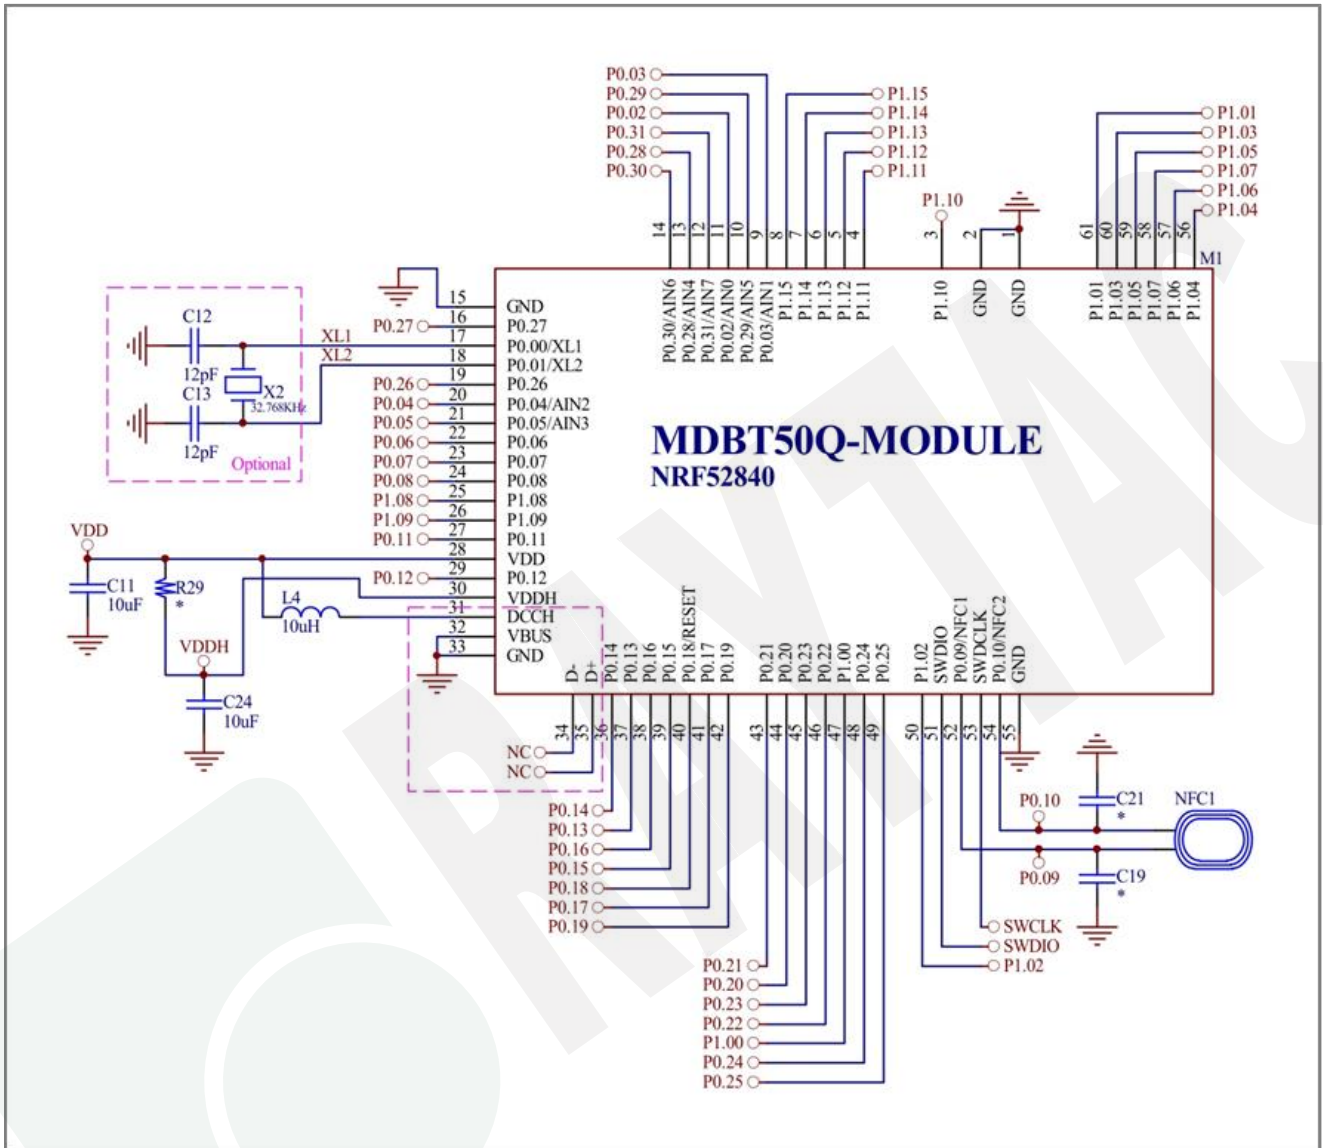 P0.03
P0.29
P0.02
P0.31
P0.28
P0.30
P1.15
P1.14
P1.13
P1.12
P1.11
P1.10
P1.01
P1.03
P1.05
P1.07
P1.06
P1.04
14 13 12 11 10 9 8 7 6 5 4 3 2 1 61 60 59 58 57 56
M1
P0.30/AIN6
P0.28/AIN4
P0.31/AIN7
P0.02/AIN0
P0.29/AIN5
P0.03/AIN1
P1.15
P1.14
P1.13
P1.12
P1.11
P1.10
GND
GND
P1.01
P1.03
P1.05
P1.07
P1.06
P1.04
15 GND
P0.27 16 P0.27
XL1 17 P0.00/XL1
XL2 18 P0.01/XL2
P0.26 19 P0.26
P0.04 20 P0.04/AIN2
P0.05 21 P0.05/AIN3
P0.06 22 P0.06
P0.07 23 P0.07
P0.08 24 P0.08
P1.08 25 P1.08
P1.09 26 P1.09
P0.11 27 P0.11
28 VDD
P0.12 29 P0.12
30 VDDH
31 DCCH
32 VBUS
33 GND
C12
12pF
C13
12pF
X2
32.768KHz
Optional
MDBT50Q-MODULE
NRF52840
VDD
C11
10uF
R29
*
L4
10uH
VDDH
C24
10uF
D-
D+
P0.14
P0.13
P0.16
P0.15
P0.18/RESET
P0.17
P0.19
P0.21
P0.20
P0.23
P0.22
P1.00
P0.24
P0.25
P1.02
SWDIO
P0.09/NFC1
SWDCLK
P0.10/NFC2
GND
34 35 36 37 38 39 40 41 42 43 44 45 46 47 48 49 50 51 52 53 54 55
NC
NC
P0.14
P0.13
P0.16
P0.15
P0.18
P0.17
P0.19
P0.21
P0.20
P0.23
P0.22
P1.00
P0.24
P0.25
P0.10
C21
*
NFC1
P0.09
C19
*
SWCLK
SWDIO
P1.02
RAYTAC